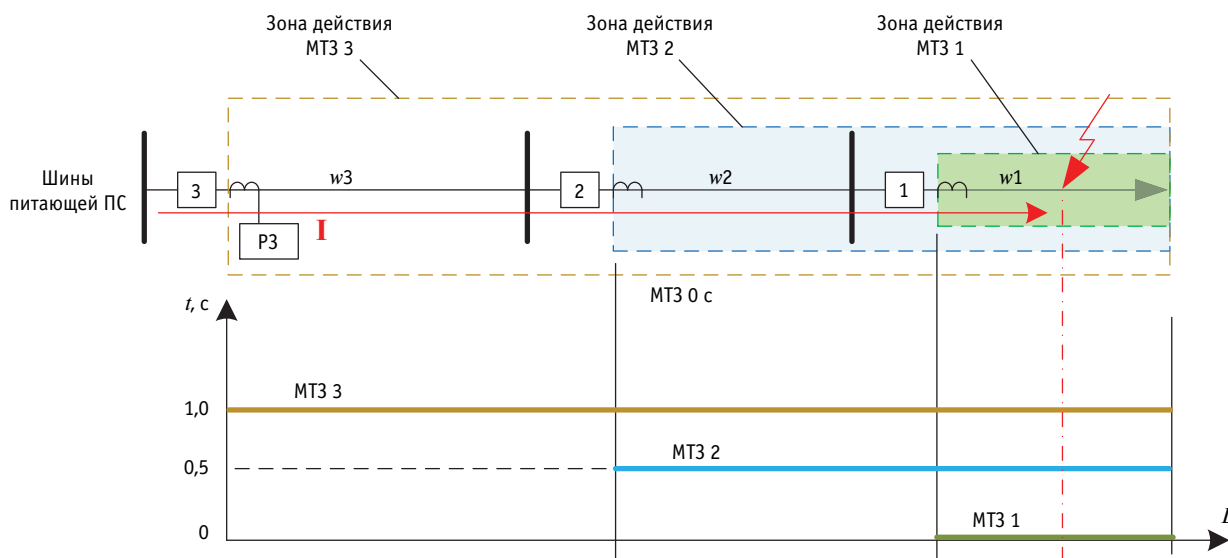 Зона действия
МТЗ 3
Зона действия
МТЗ 2
Зона действия
МТЗ 1
Шины
питающей ПС
3
w3
2
w2
1
w1
РЗ
I
МТЗ 0 с
t, с
МТЗ 3
1,0
МТЗ 2
0,5
МТЗ 1
0
L